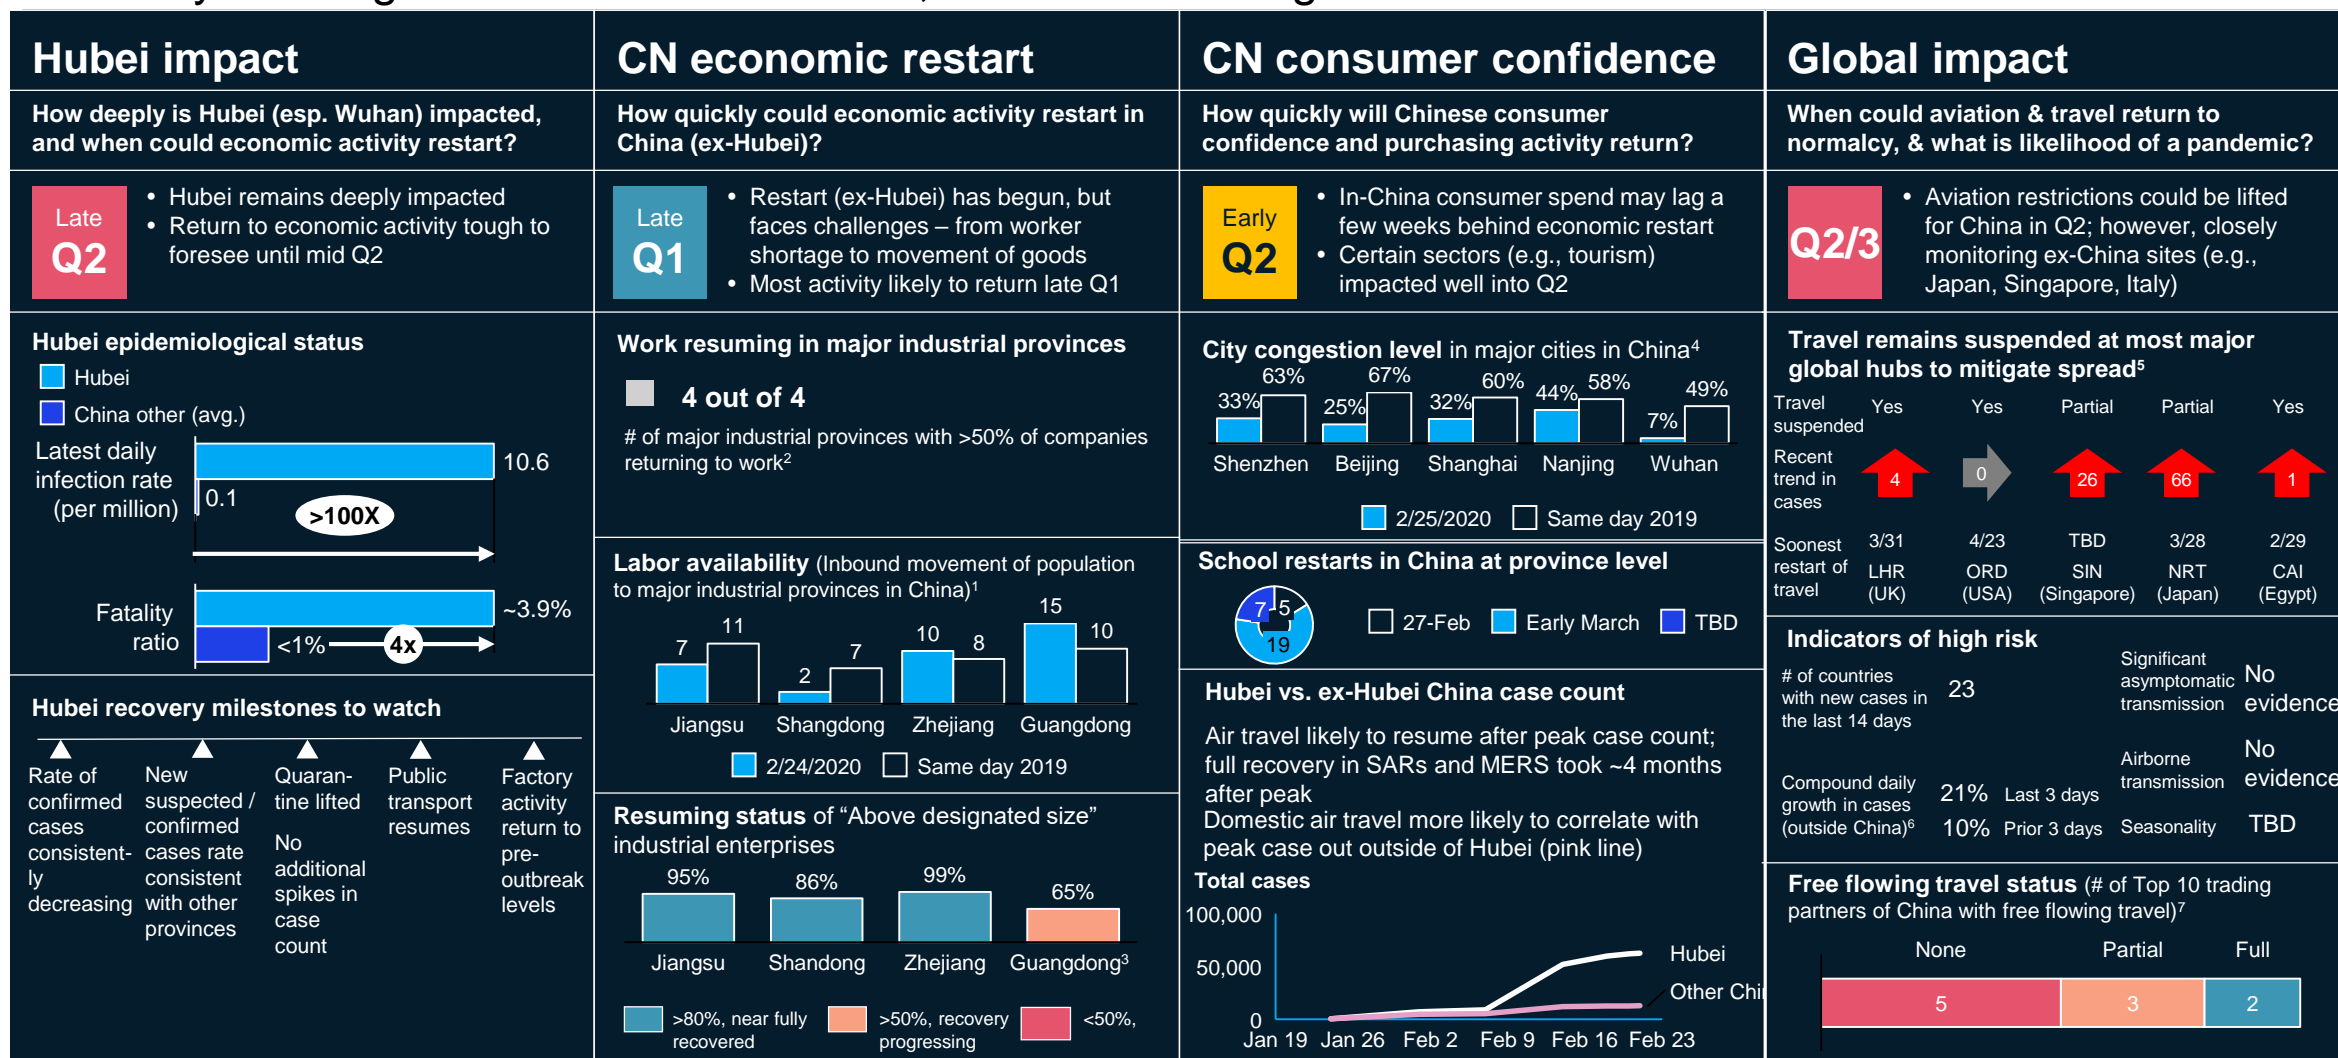 Hubei impact
How deeply is Hubei (esp. Wuhan) impacted,
and when could economic activity restart?
Late
Q2
• Hubei remains deeply impacted
• Return to economic activity tough to
foresee until mid Q2
Hubei epidemiological status
Hubei
China other (avg.)
Latest daily
infection rate
(per million)
10.6
0.1
>100X
Fatality
ratio
~3.9%
<1%
4x
Hubei recovery milestones to watch
Rate of
confirmed
cases
consistent-
ly
decreasing
New
suspected /
confirmed
cases rate
consistent
with other
provinces
Quaran-
tine lifted
No
additional
spikes in
case
count
Public
transport
resumes
Factory
activity
return to
pre-
outbreak
levels
CN economic restart
How quickly could economic activity restart in
China (ex-Hubei)?
Late
Q1
• Restart (ex-Hubei) has begun, but
faces challenges – from worker
shortage to movement of goods
• Most activity likely to return late Q1
Work resuming in major industrial provinces
4 out of 4
# of major industrial provinces with >50% of companies
returning to work2
Labor availability (Inbound movement of population
to major industrial provinces in China)1
7 11 2 7 10 8 15 10
Jiangsu Shangdong Zhejiang Guangdong
2/24/2020 Same day 2019
Resuming status of “Above designated size”
industrial enterprises
95% 86% 99% 65%
Jiangsu Shandong Zhejiang Guangdong3
>80%, near fully
recovered
>50%, recovery
progressing
<50%,
CN consumer confidence
How quickly will Chinese consumer
confidence and purchasing activity return?
Early
Q2
• In-China consumer spend may lag a
few weeks behind economic restart
• Certain sectors (e.g., tourism)
impacted well into Q2
City congestion level in major cities in China4
33% 63% 25% 67% 32% 60% 44% 58% 7% 49%
Shenzhen Beijing Shanghai Nanjing Wuhan
2/25/2020 Same day 2019
School restarts in China at province level
7 5 19
27-Feb Early March TBD
Hubei vs. ex-Hubei China case count
Air travel likely to resume after peak case count;
full recovery in SARs and MERS took ~4 months
after peak
Domestic air travel more likely to correlate with
peak case out outside of Hubei (pink line)
Total cases
100,000
50,000
0
Hubei
Other Chi
Jan 19 Jan 26 Feb 2 Feb 9 Feb 16 Feb 23
Global impact
When could aviation & travel return to
normalcy, & what is likelihood of a pandemic?
Q2/3
• Aviation restrictions could be lifted
for China in Q2; however, closely
monitoring ex-China sites (e.g.,
Japan, Singapore, Italy)
Travel remains suspended at most major
global hubs to mitigate spread5
Travel
suspended
Yes Yes Partial Partial Yes
Recent
trend in
cases
4 0 26 66 1
Soonest
restart of
travel
3/31 4/23 TBD 3/28 2/29
LHR ORD SIN NRT CAI
(UK) (USA) (Singapore) (Japan) (Egypt)
Indicators of high risk
# of countries
with new cases in
the last 14 days
23
Compound daily
growth in cases
(outside China)6
21% Last 3 days
10% Prior 3 days
Significant
asymptomatic
transmission
No
evidence
Airborne
transmission
No
evidence
Seasonality TBD
Free flowing travel status (# of Top 10 trading
partners of China with free flowing travel)7
None Partial Full
5 3 2